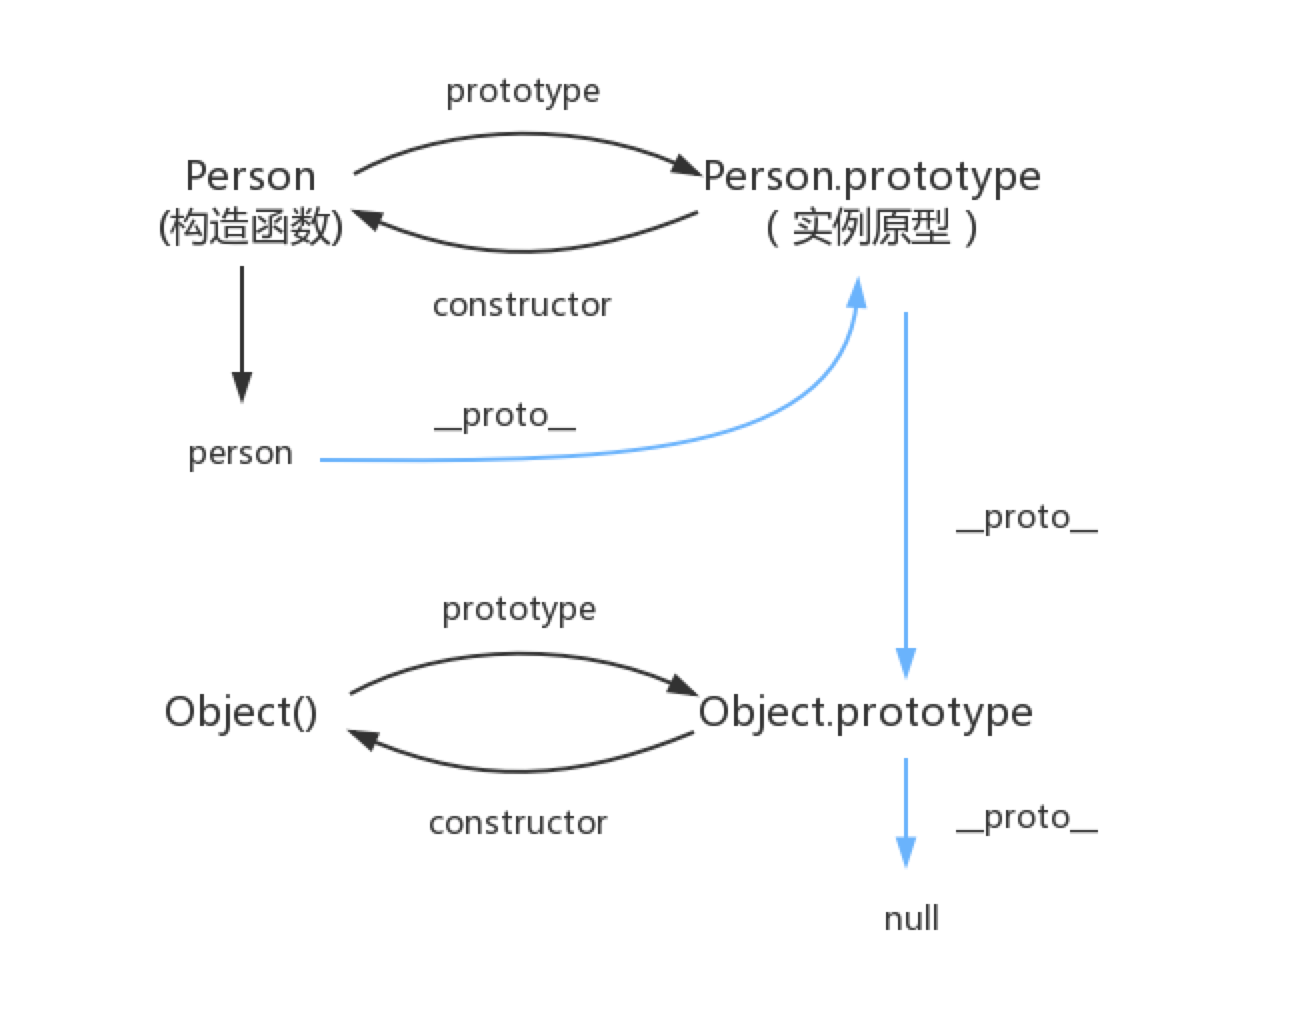 prototype
Person
(构造函数)
Person.prototype
（实例原型）
constructor
__proto__
person
__proto__
prototype
Object()
Object.prototype
constructor
__proto__
null